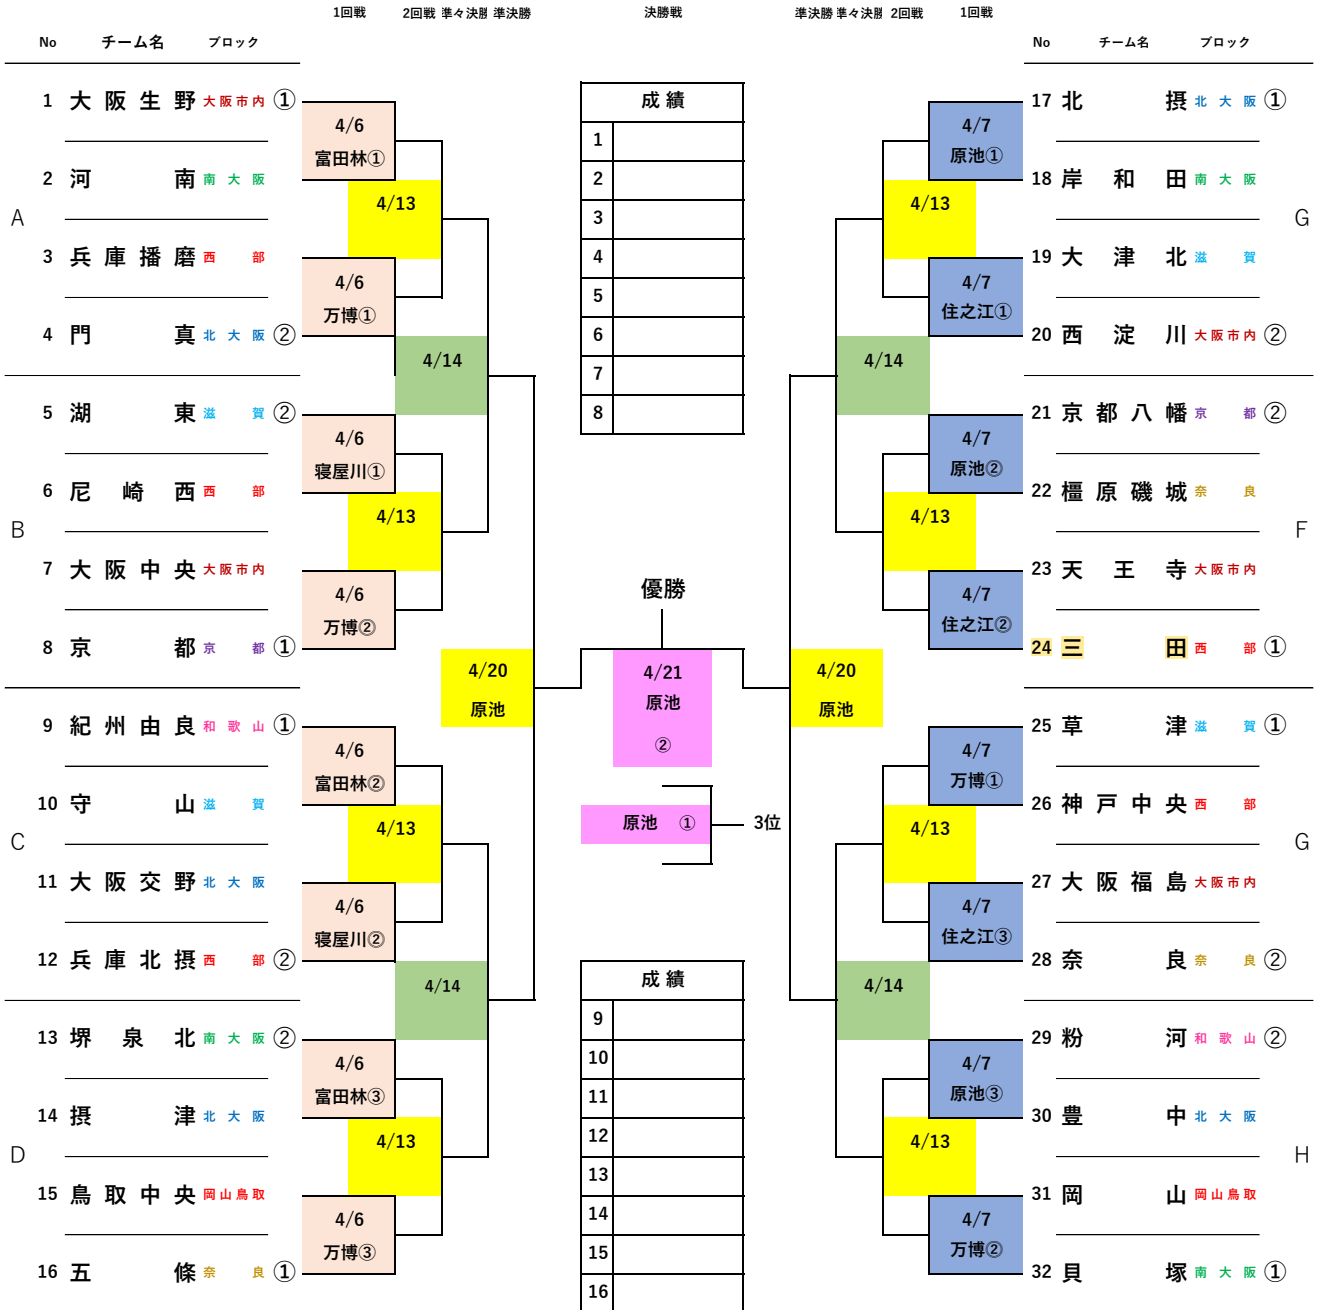 1回戦 2回戦 準々決勝 準決勝 決勝戦 準決勝 準々決勝 2回戦 1回戦
No チーム名 ブロック
No チーム名 ブロック
A
1 大阪生野 大阪市内 ①
2 河南 南大阪
3 兵庫播磨 西部
4 門真 北大阪 ②
B
5 湖東 滋賀 ②
6 尼崎西 西部
7 大阪中央 大阪市内
8 京都 京都 ①
C
9 紀州由良 和歌山 ①
10 守山 滋賀
11 大阪交野 北大阪
12 兵庫北摂 西部 ②
D
13 堺泉北 南大阪 ②
14 摂津 北大阪
15 鳥取中央 岡山鳥取
16 五條 奈良 ①
4/6
富田林①
4/13
4/6
万博①
4/14
4/6
寝屋川①
4/13
4/6
万博②
4/20
原池
4/6
富田林②
4/13
4/6
寝屋川②
4/14
4/6
富田林③
4/13
4/6
万博③
成績
1
2
3
4
5
6
7
8
優勝
4/21
原池
②
原池 ①
3位
成績
9
10
11
12
13
14
15
16
4/7
原池①
4/13
4/7
住之江①
4/14
4/7
原池②
4/13
4/7
住之江②
4/20
原池
4/7
万博①
4/13
4/7
住之江③
4/14
4/7
原池③
4/13
4/7
万博②
17 北摂 北大阪 ①
18 岸和田 南大阪
G
19 大津北 滋賀
20 西淀川 大阪市内 ②
21 京都八幡 京都 ②
22 橿原磯城 奈良
F
23 天王寺 大阪市内
24 三田 西部 ①
25 草津 滋賀 ①
26 神戸中央 西部
G
27 大阪福島 大阪市内
28 奈良 奈良 ②
29 粉河 和歌山 ②
30 豊中 北大阪
H
31 岡山 岡山鳥取
32 貝塚 南大阪 ①